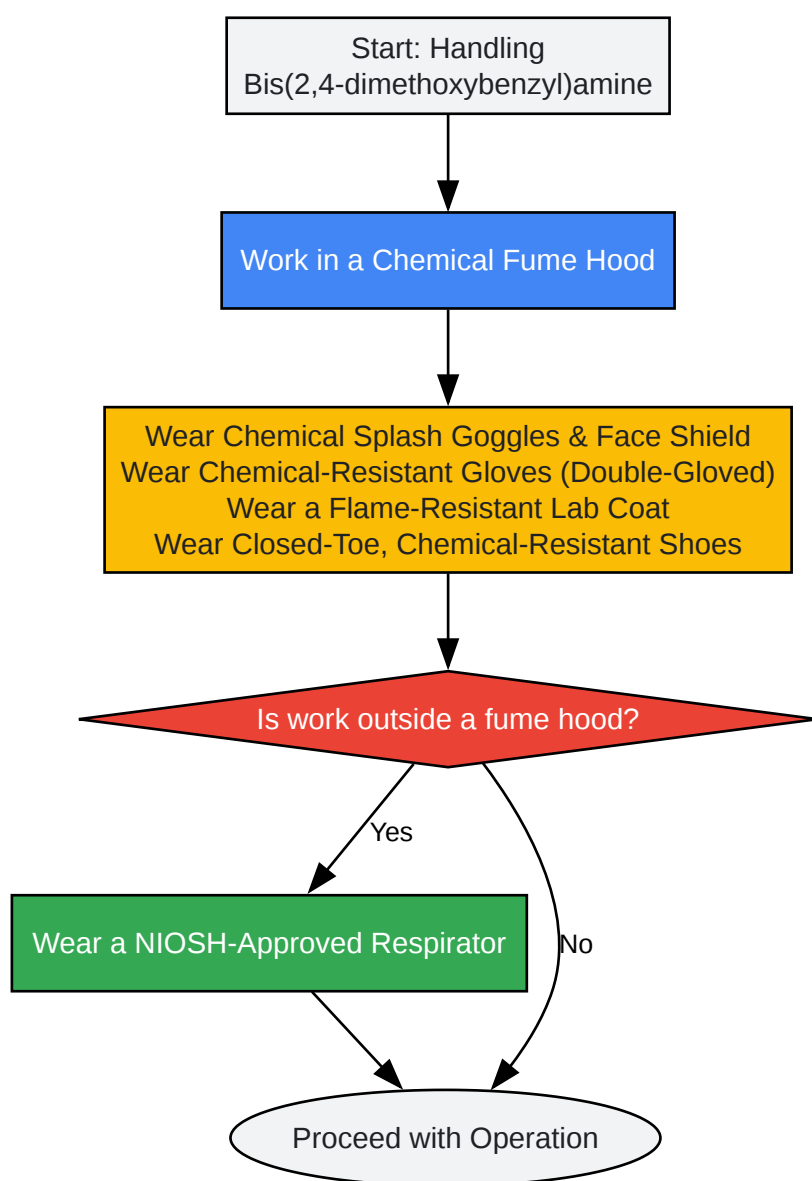 Start: Handling
Bis(2,4-dimethoxybenzyl)amine
Work in a Chemical Fume Hood
Wear Chemical Splash Goggles & Face Shield
Wear Chemical-Resistant Gloves (Double-Gloved)
Wear a Flame-Resistant Lab Coat
Wear Closed-Toe, Chemical-Resistant Shoes
Is work outside a fume hood?
Yes
Wear a NIOSH-Approved Respirator
No
Proceed with Operation